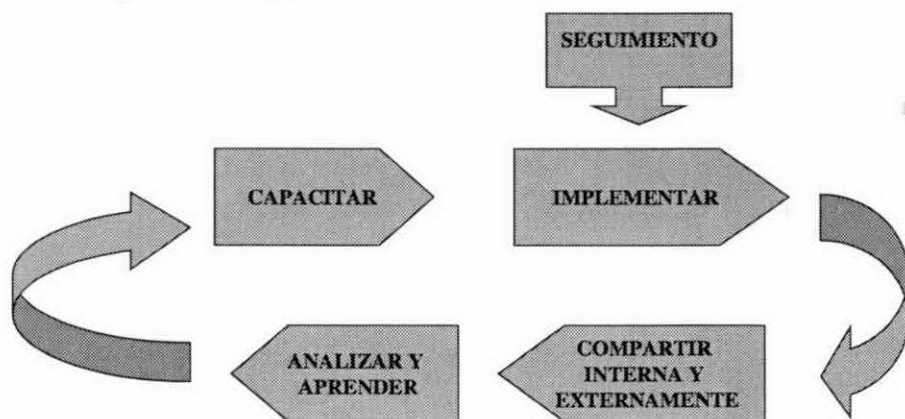 SEGUIMIENTO
CAPACITAR
IMPLEMENTAR
ANALIZAR Y
APRENDER
COMPARTIR
INTERNA Y
EXTERNAMENTE